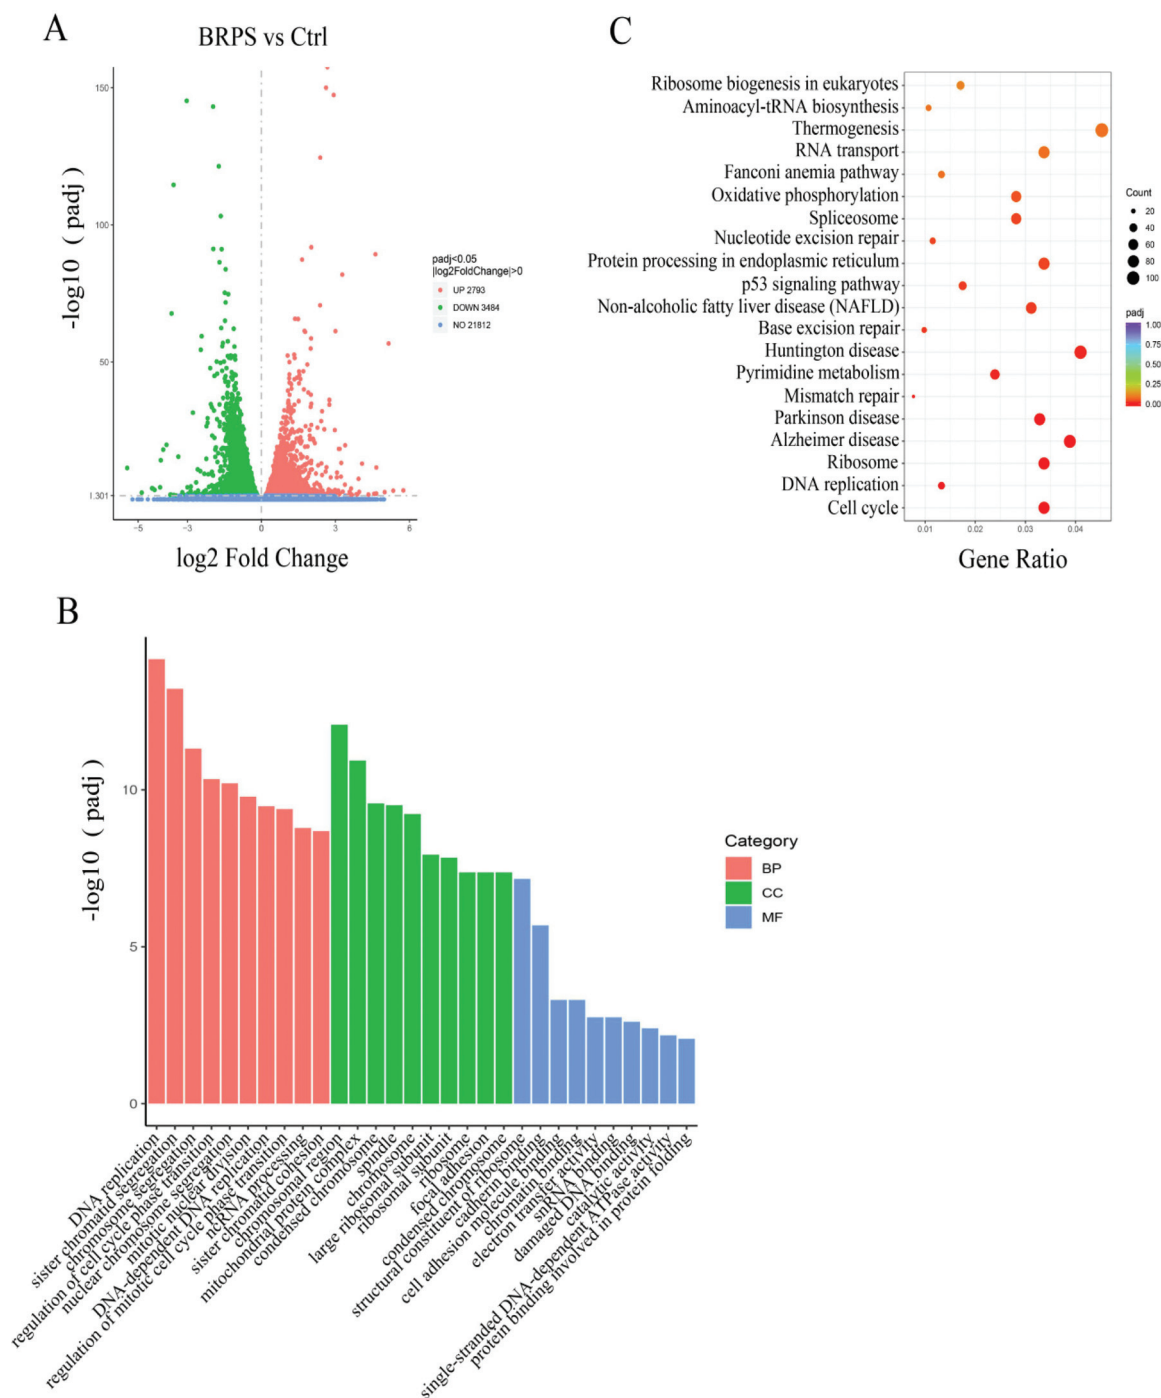 A
BRPS vs Ctrl
-log10 ( padj )
150
100
50
1.301
-5
-3
0
3
6
log2 Fold Change
padj<0.05
|log2FoldChange|>0
UP 2793
DOWN 3484
NO 21812
C
Ribosome biogenesis in eukaryotes
Aminoacyl-tRNA biosynthesis
Thermogenesis
RNA transport
Fanconi anemia pathway
Oxidative phosphorylation
Spliceosome
Nucleotide excision repair
Protein processing in endoplasmic reticulum
p53 signaling pathway
Non-alcoholic fatty liver disease (NAFLD)
Base excision repair
Huntington disease
Pyrimidine metabolism
Mismatch repair
Parkinson disease
Alzheimer disease
Ribosome
DNA replication
Cell cycle
0.01
0.02
0.03
0.04
Gene Ratio
Count
20
40
60
80
100
padj
1.00
0.75
0.50
0.25
0.00
B
-log10 ( padj )
10
5
0
DNA replication
sister chromatid segregation
chromosome segregation
regulation of cell cycle phase transition
nuclear chromosome segregation
mitotic nuclear division
DNA-dependent DNA replication
regulation of mitotic cell cycle phase transition
ncRNA processing
sister chromatid cohesion
chromosomal region
mitochondrial protein complex
condensed chromosome
spindle
chromosome
large ribosomal subunit
ribosomal subunit
ribosome
focal adhesion
condensed chromosome
structural constituent of ribosome
cadherin binding
cell adhesion molecule binding
chromatin binding
electron transfer activity
snRNA binding
damaged DNA binding
catalytic activity
single-stranded DNA-dependent ATPase activity
protein binding involved in protein folding
Category
BP
CC
MF